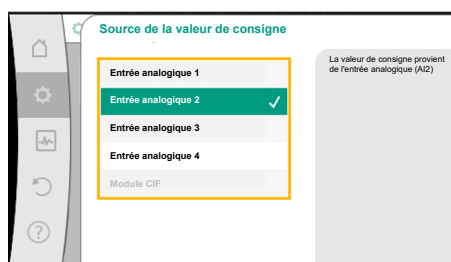 Source de la valeur de consigne
Entrée analogique 1
Entrée analogique 2
Entrée analogique 3
Entrée analogique 4
Module CIF
La valeur de consigne provient
de l'entrée analogique (AI2)
?